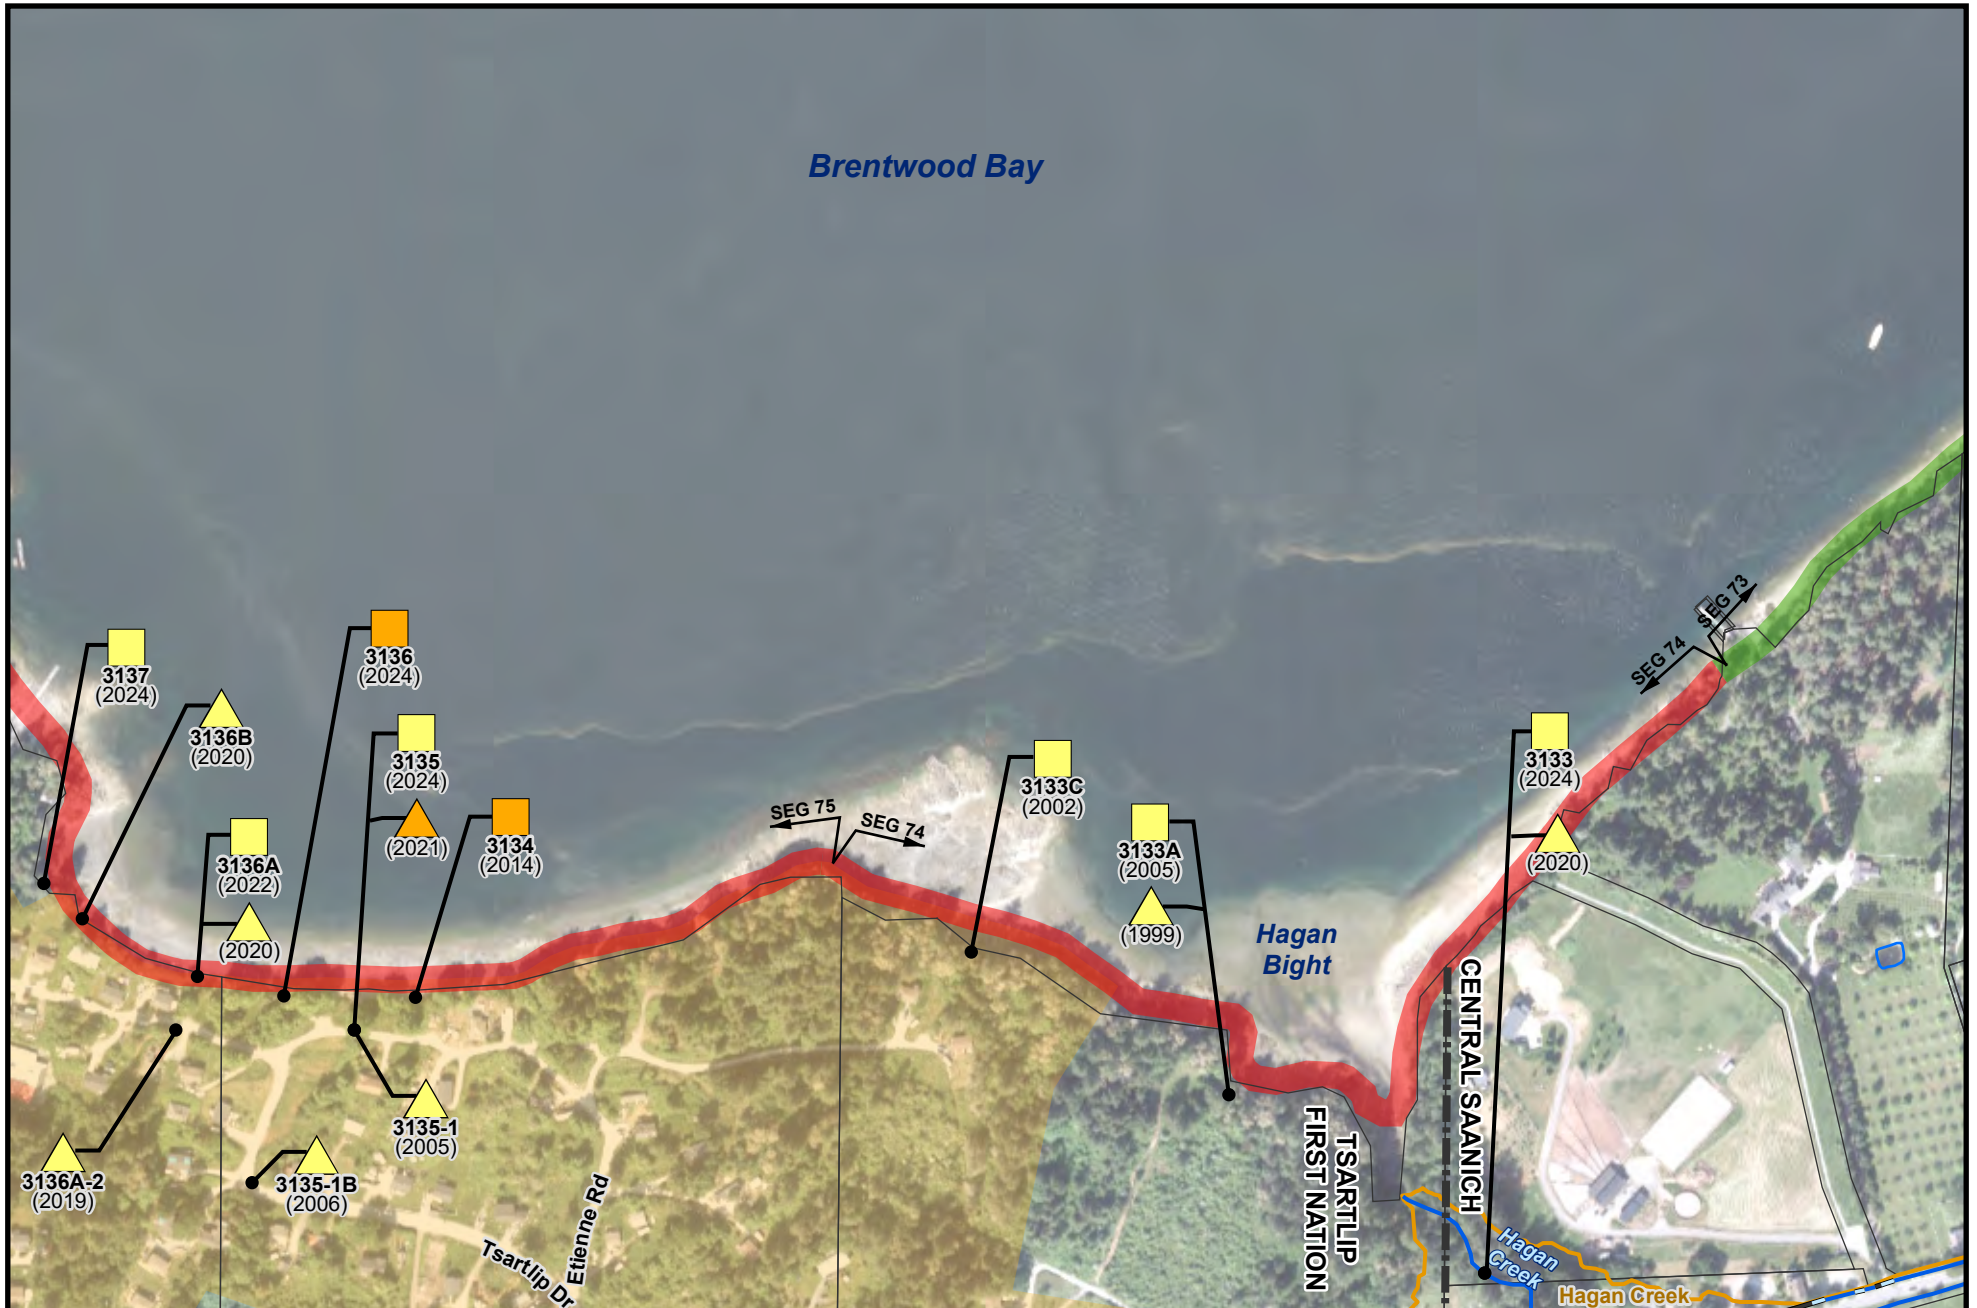 Brentwood Bay
SEG 73
SEG 74
3137
(2024)
3136
(2024)
3136B
(2020)
3135
(2024)
(2021)
3134
(2014)
3136A
(2022)
(2020)
SEG 75
SEG 74
3133C
(2002)
3133A
(2005)
(1999)
3133
(2024)
(2020)
Hagan
Bight
CENTRAL SAANICH
TSARTLIP
FIRST NATION
3135-1
(2005)
3136A-2
(2019)
3135-1B
(2006)
Etienne Rd
Tsartlip Dr
Hagan
Creek
Hagan Creek